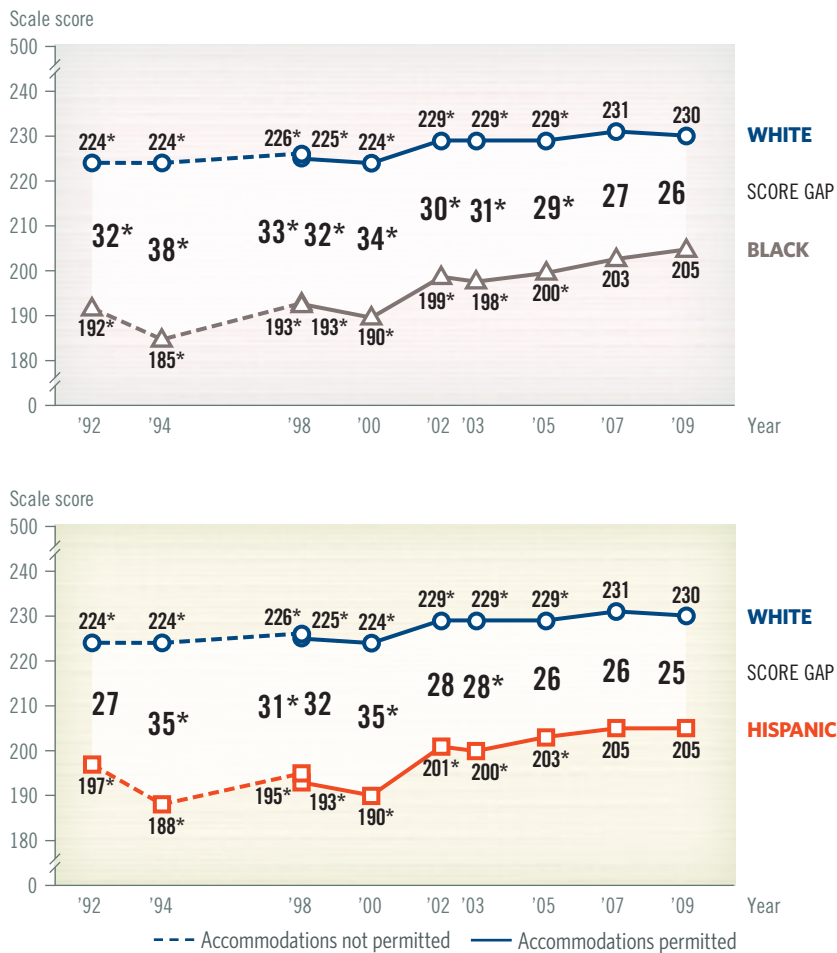 Scale score
500
240
230
220
210
200
190
180
0
224* 224* 226* 225* 224* 229* 229* 229* 231 230
WHITE
32* 38* 33* 32* 34* 30* 31* 29* 27 26
SCORE GAP
BLACK
192* 185* 193* 193* 190* 199* 198* 200* 203 205
'92 '94 '98 '00 '02 '03 '05 '07 '09 Year
Scale score
500
240
230
220
210
200
190
180
0
224* 224* 226* 225* 224* 229* 229* 229* 231 230
WHITE
27 35* 31* 32 35* 28 28* 26 26 25
SCORE GAP
HISPANIC
197* 188* 195* 193* 190* 201* 200* 203* 205 205
'92 '94 '98 '00 '02 '03 '05 '07 '09 Year
Accommodations not permitted Accommodations permitted